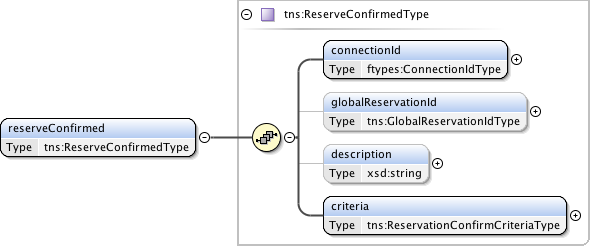 tns:ReserveConfirmedType
connectionId
Type ftypes:ConnectionIdType
globalReservationId
Type tns:GlobalReservationIdType
reserveConfirmed
Type tns:ReserveConfirmedType
description
Type xsd:string
criteria
Type tns:ReservationConfirmCriteriaType